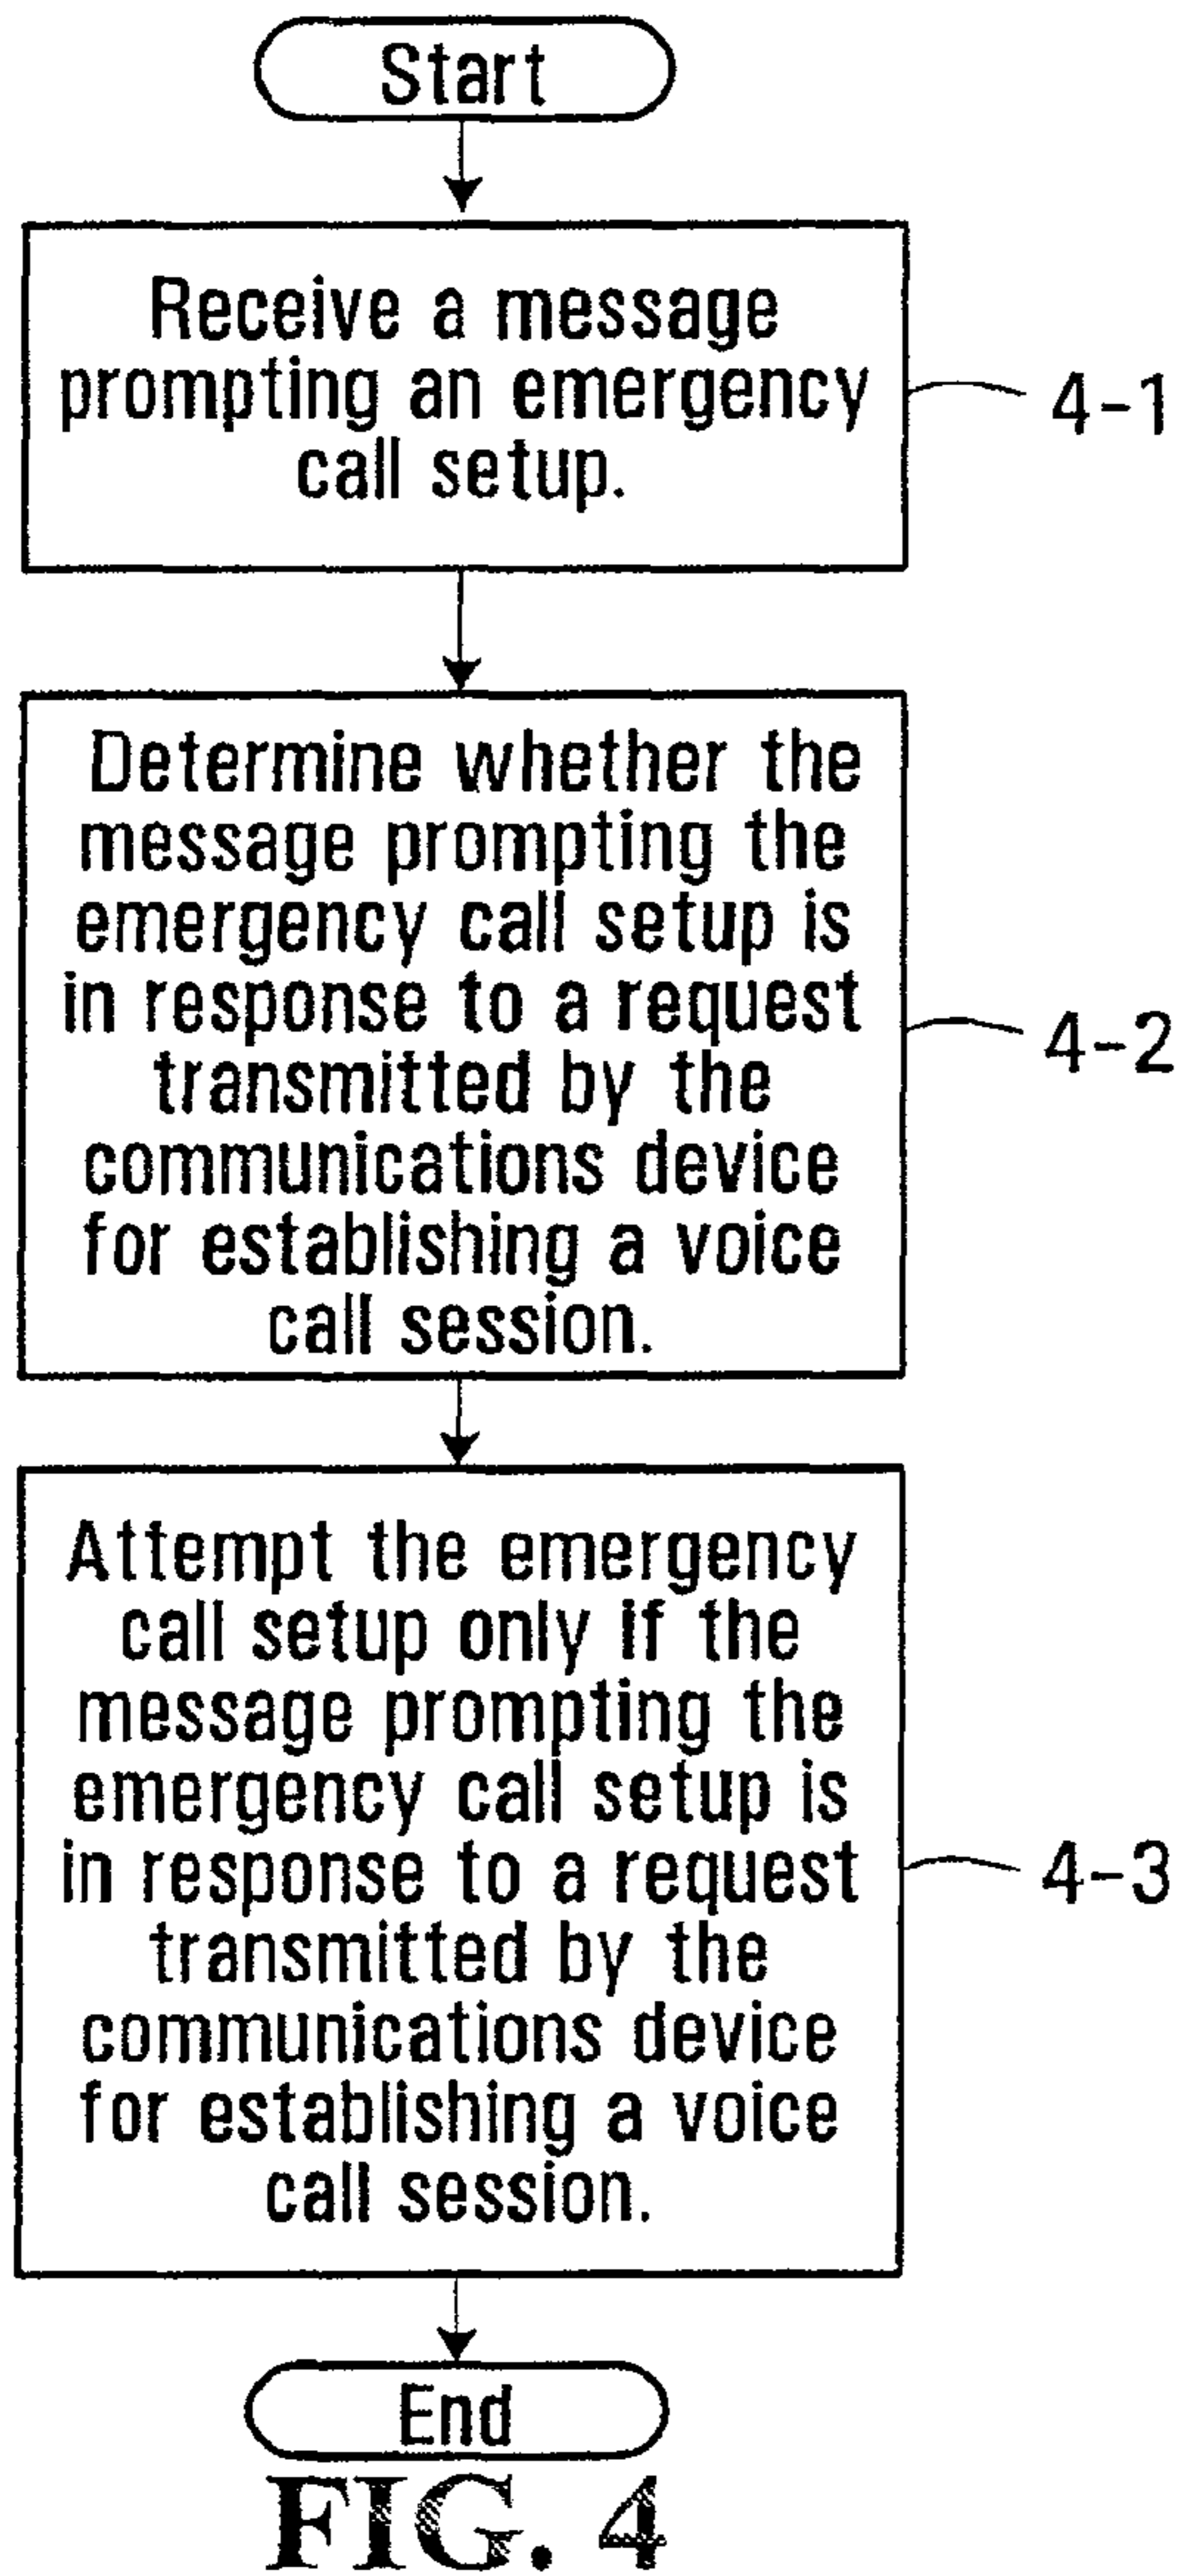 Start
Receive a message
prompting an emergency
call setup.
4-1
Determine whether the
message prompting the
emergency call setup is
in response to a request
transmitted by the
communications device
for establishing a voice
call session.
4-2
Attempt the emergency
call setup only if the
message prompting the
emergency call setup is
in response to a request
transmitted by the
communications device
for establishing a voice
call session.
4-3
End
FIG. 4